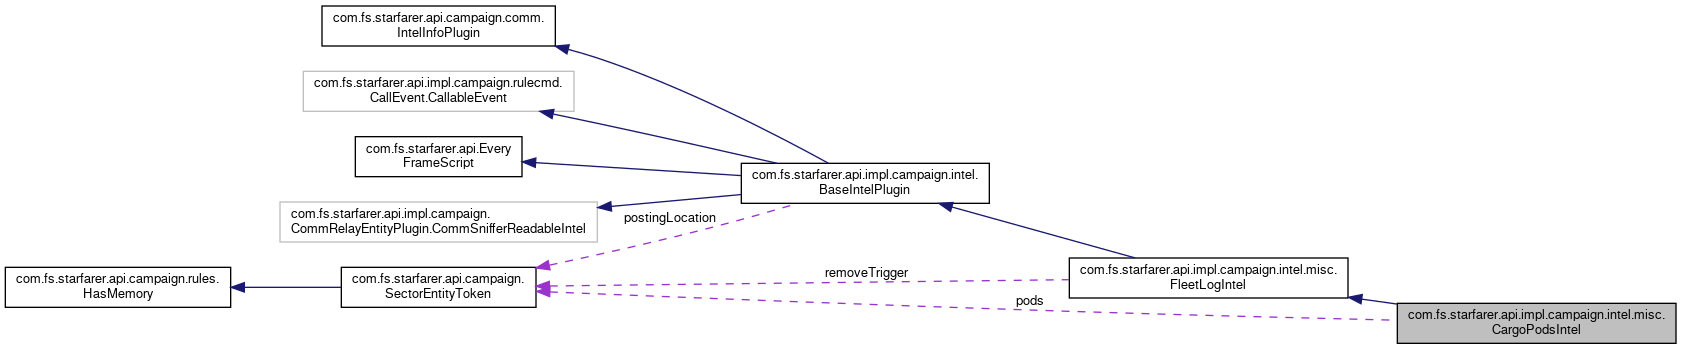 com.fs.starfarer.api.campaign.comm.
IntelInfoPlugin
com.fs.starfarer.api.impl.campaign.rulecmd.
CallEvent.CallableEvent
com.fs.starfarer.api.Every
FrameScript
com.fs.starfarer.api.impl.campaign.intel.
BaseIntelPlugin
com.fs.starfarer.api.impl.campaign.
CommRelayEntityPlugin.CommSnifferReadableIntel
postingLocation
com.fs.starfarer.api.campaign.rules.
HasMemory
com.fs.starfarer.api.campaign.
SectorEntityToken
removeTrigger
com.fs.starfarer.api.impl.campaign.intel.misc.
FleetLogIntel
pods
com.fs.starfarer.api.impl.campaign.intel.misc.
CargoPodsIntel